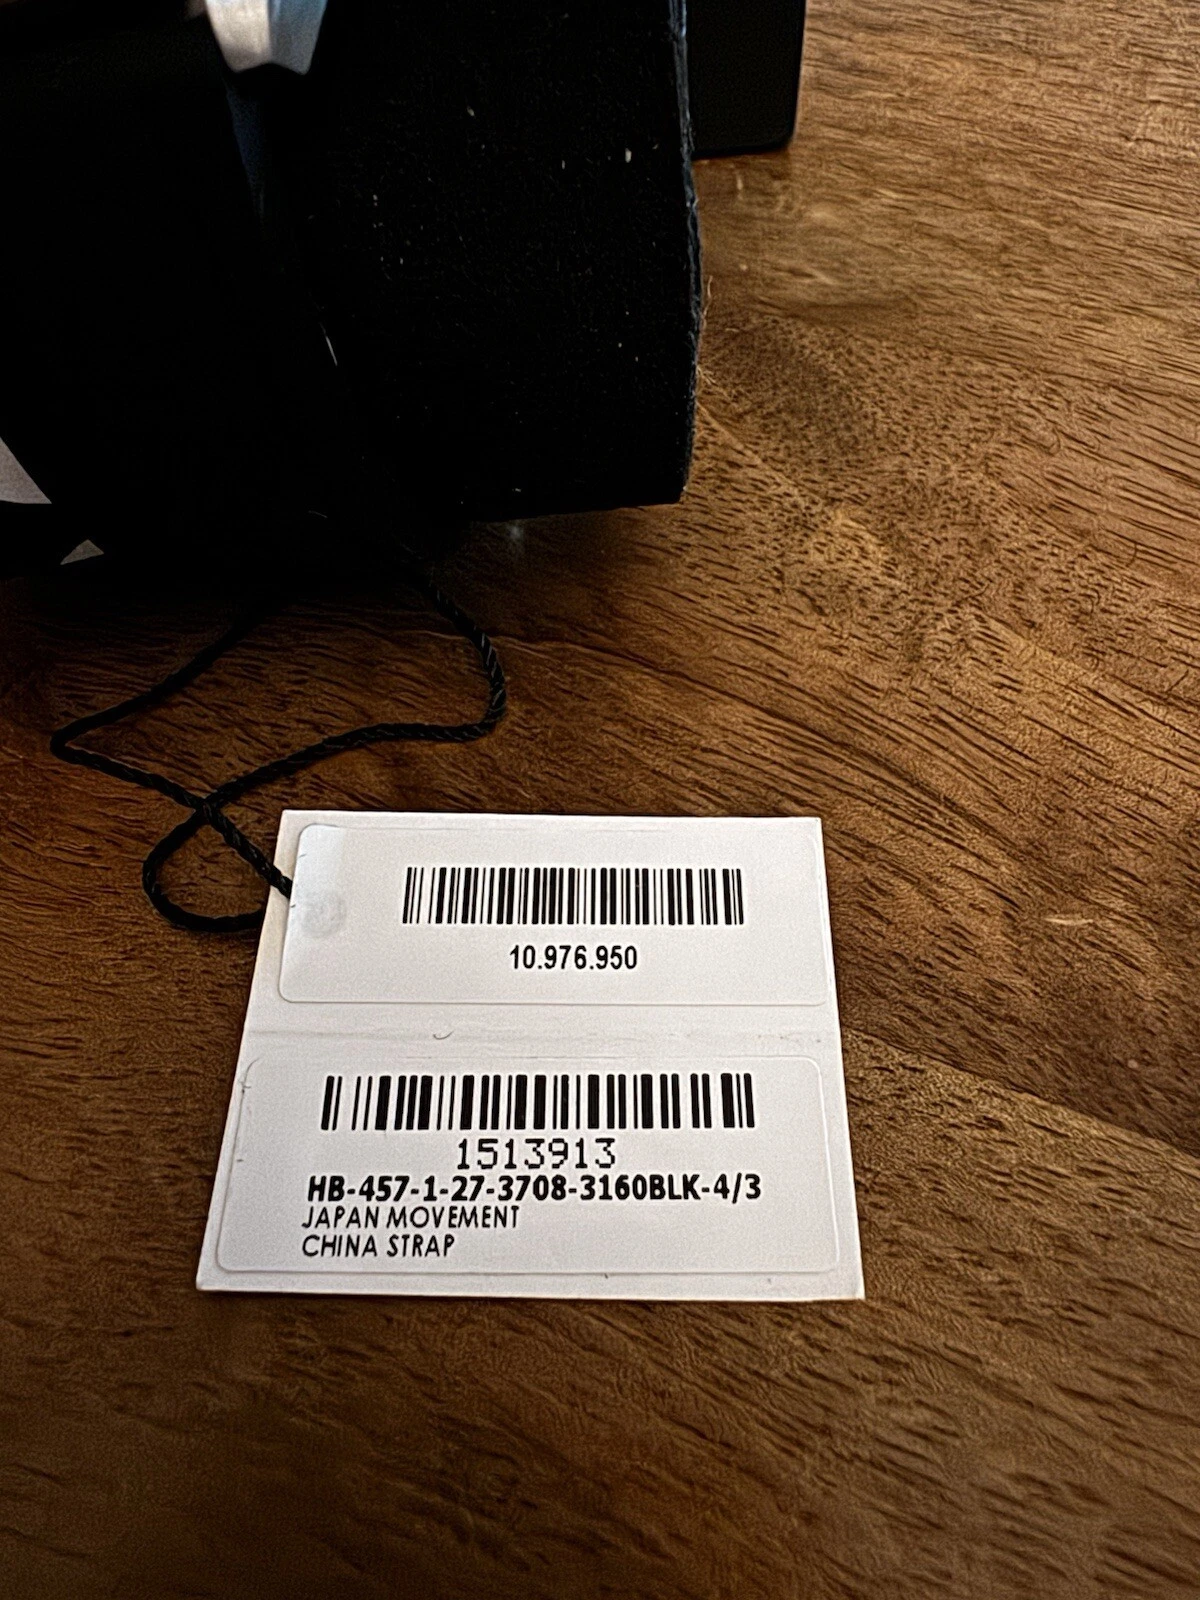 10.976.950
1513913
HB-457-1-27-3708-3160BLK-4/3
JAPAN MOVEMENT
CHINA STRAP